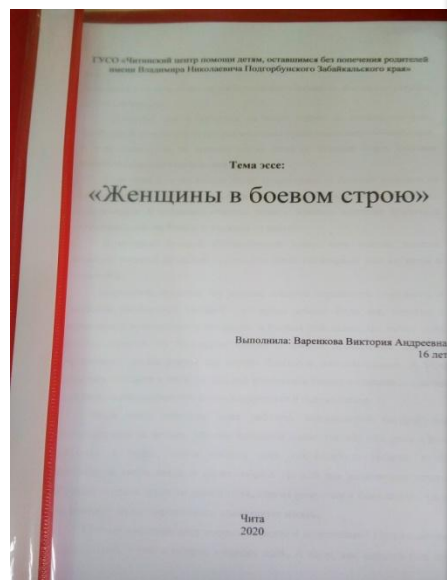 ГУСО «Читинский центр помощи детям, оставшимся без попечения родителей
имени Владимира Николаевича Подгорбунского Забайкальского края»
Тема эссе:
«Женщины в боевом строю»
Выполнила: Варенкова Виктория Андреевна
16 лет
Чита
2020